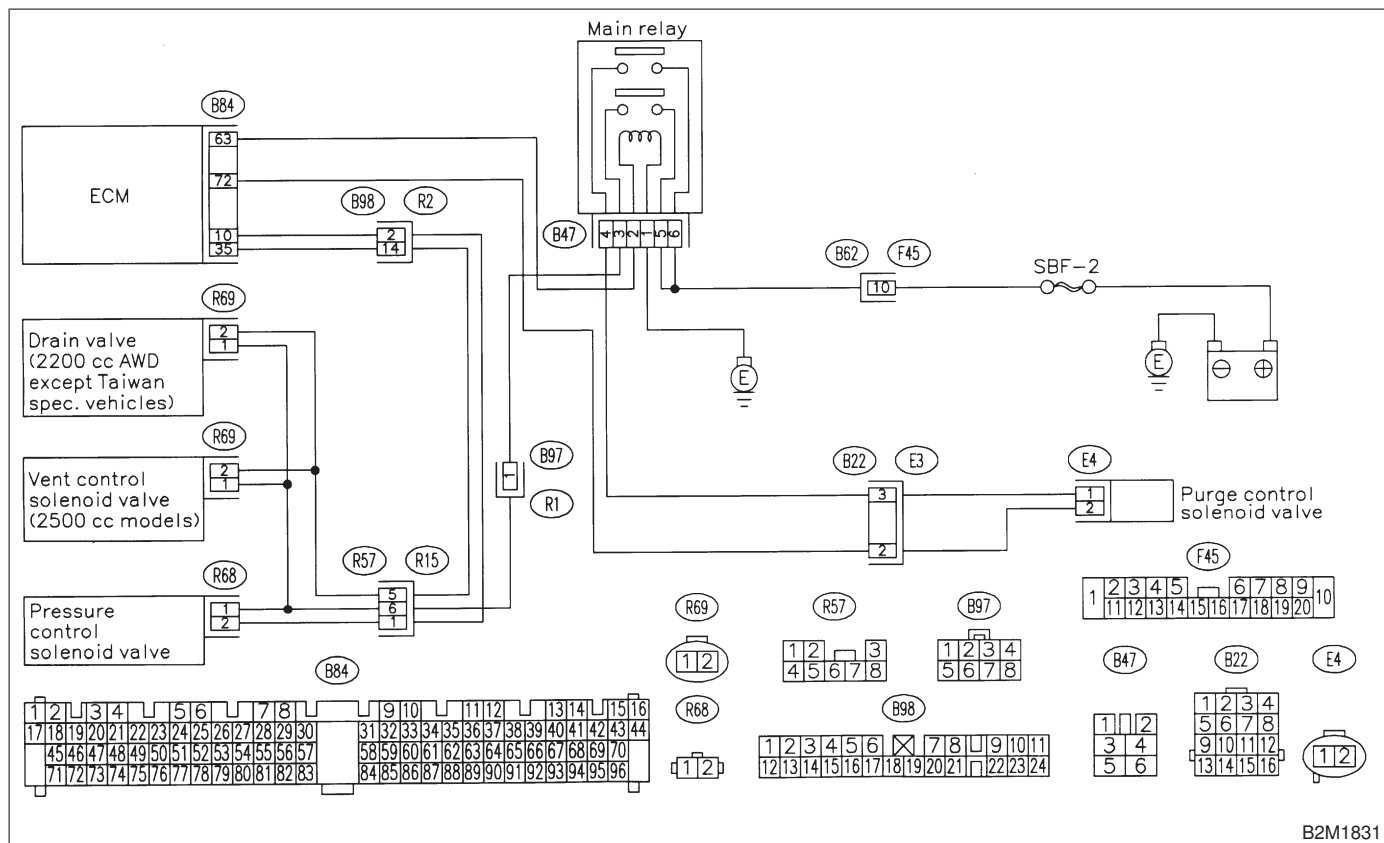 Main relay
B84
63
72
10
35
ECM
B98
R2
2
14
B47
4 3 2 1 5 6
B62
F45
10
SBF-2
E
E
R69
2
1
Drain valve
(2200 cc AWD
except Taiwan
spec. vehicles)
R69
2
1
Vent control
solenoid valve
(2500 cc models)
B97
1
R1
B22
E3
3
2
E4
1
2
Purge control
solenoid valve
R57
R15
5
6
1
R68
1
2
Pressure
control
solenoid valve
F45
1 2 3 4 5 6 7 8 9 10
11 12 13 14 15 16 17 18 19 20
R69
1 2
R57
1 2 3
4 5 6 7 8
B97
1 2 3 4
5 6 7 8
B47
1 2
3 4
5 6
B22
1 2 3 4
5 6 7 8
9 10 11 12
13 14 15 16
E4
1 2
B84
1 2 3 4 5 6 7 8 9 10 11 12 13 14 15 16
17 18 19 20 21 22 23 24 25 26 27 28 29 30 31 32 33 34 35 36 37 38 39 40 41 42 43 44
45 46 47 48 49 50 51 52 53 54 55 56 57 58 59 60 61 62 63 64 65 66 67 68 69 70
71 72 73 74 75 76 77 78 79 80 81 82 83 84 85 86 87 88 89 90 91 92 93 94 95 96
R68
1 2
B98
1 2 3 4 5 6 7 8 9 10 11
12 13 14 15 16 17 18 19 20 21 22 23 24
B2M1831